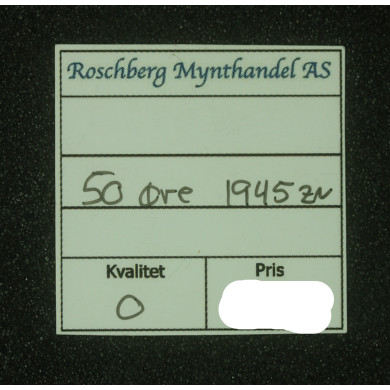 Roschberg Mynthandel AS
50 øre 1945 ZN
Kvalitet Pris
0